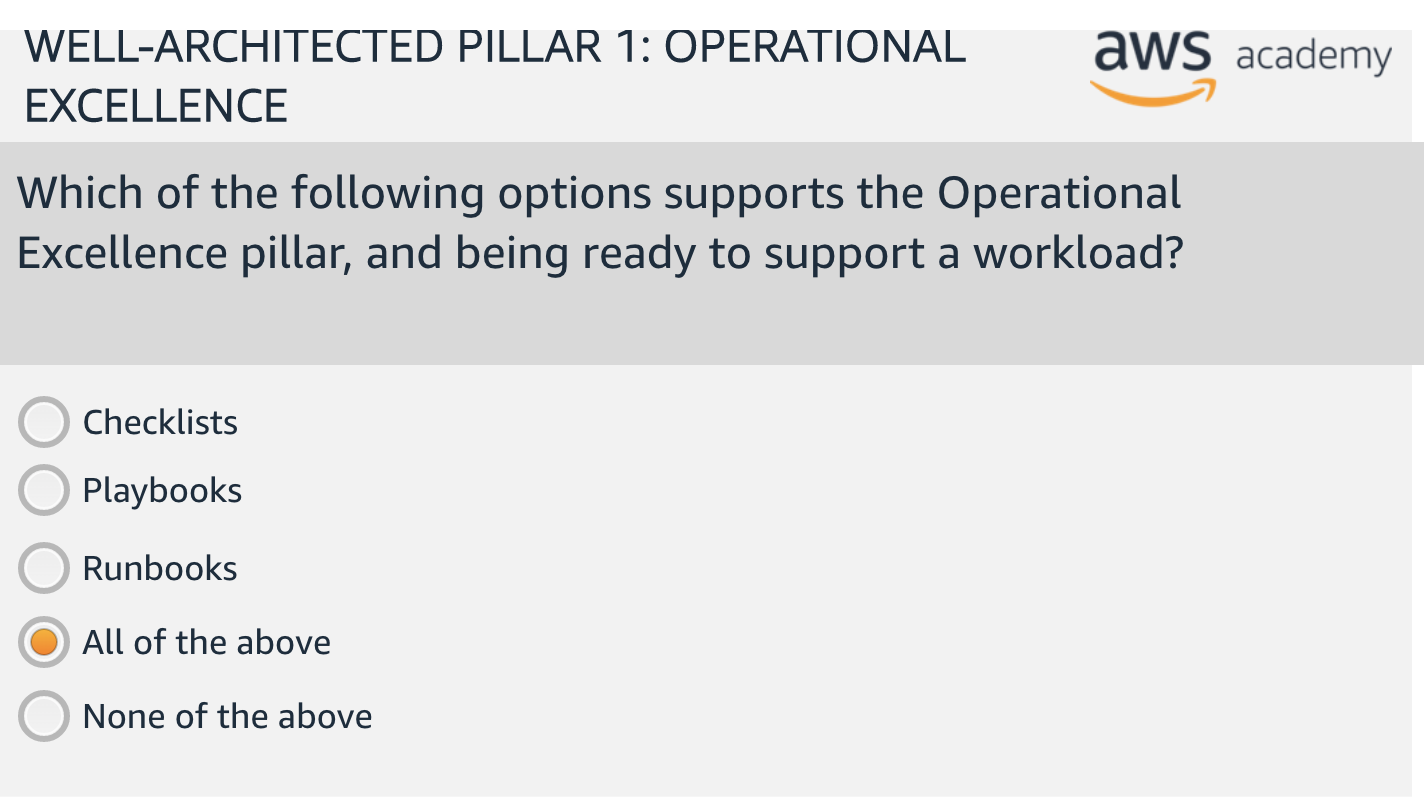 WELL-ARCHITECTED PILLAR 1: OPERATIONAL
EXCELLENCE
aws academy
Which of the following options supports the Operational
Excellence pillar, and being ready to support a workload?
Checklists
Playbooks
Runbooks
All of the above
None of the above